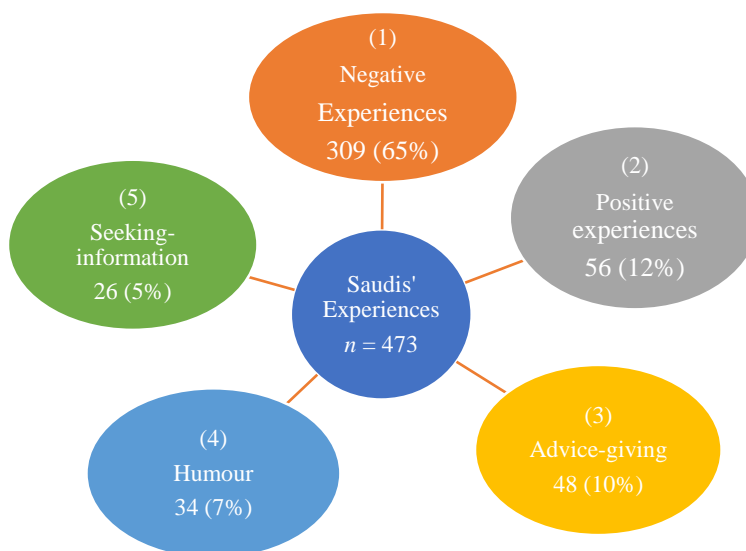 (1)
Negative
Experiences
309 (65%)
(2)
Positive
experiences
56 (12%)
(3)
Advice-giving
48 (10%)
(4)
Humour
34 (7%)
(5)
Seeking-
information
26 (5%)
Saudis'
Experiences
n = 473